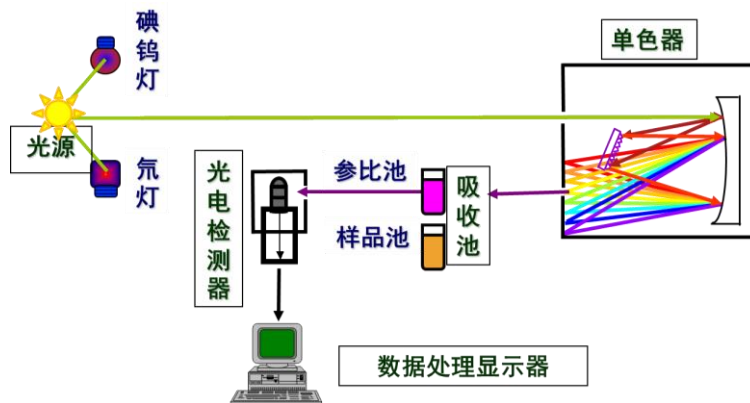 碘钨灯
单色器
光源
氘灯
光电检测器
参比池
吸收池
样品池
数据处理显示器